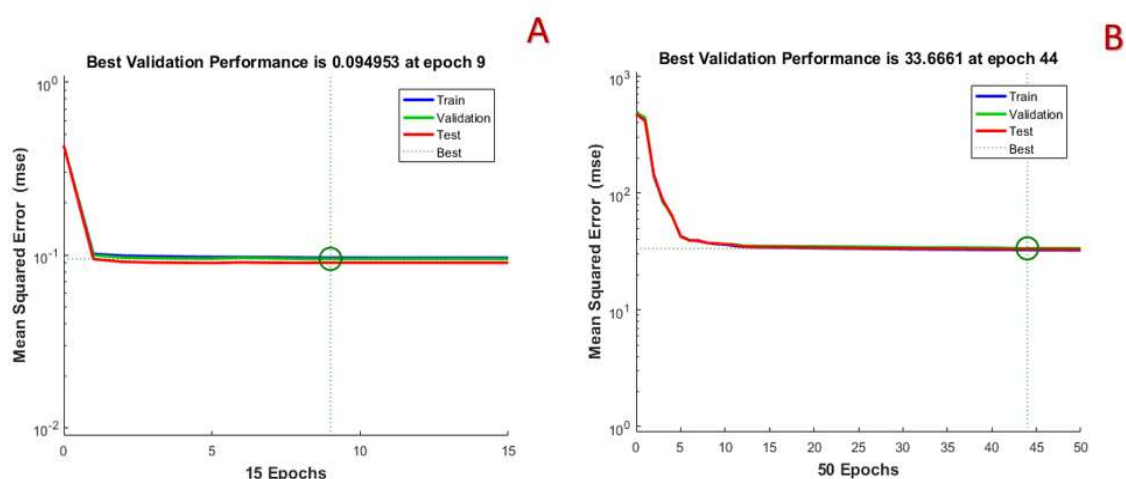 A
Best Validation Performance is 0.094953 at epoch 9
Mean Squared Error (mse)
10^0
10^-1
10^-2
Train
Validation
Test
Best
0 5 10 15
15 Epochs
B
Best Validation Performance is 33.6661 at epoch 44
Mean Squared Error (mse)
10^3
10^2
10^1
10^0
Train
Validation
Test
Best
0 5 10 15 20 25 30 35 40 45 50
50 Epochs